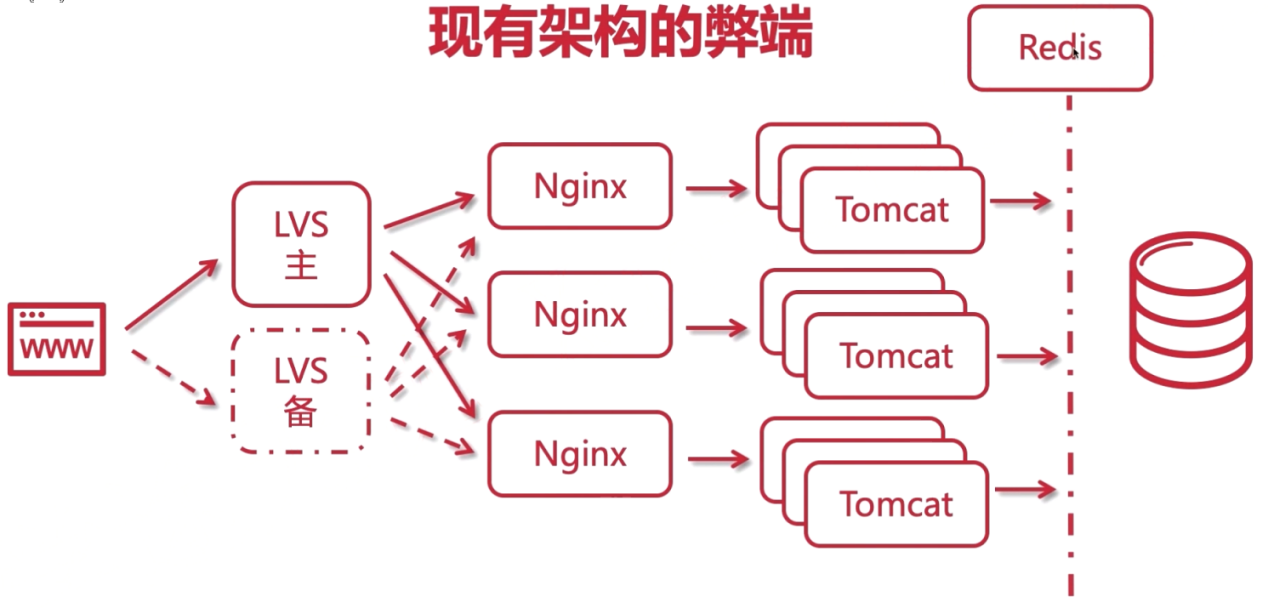 现有架构的弊端
Redis
Nginx
Tomcat
LVS
主
Nginx
Tomcat
WWW
LVS
备
Nginx
Tomcat